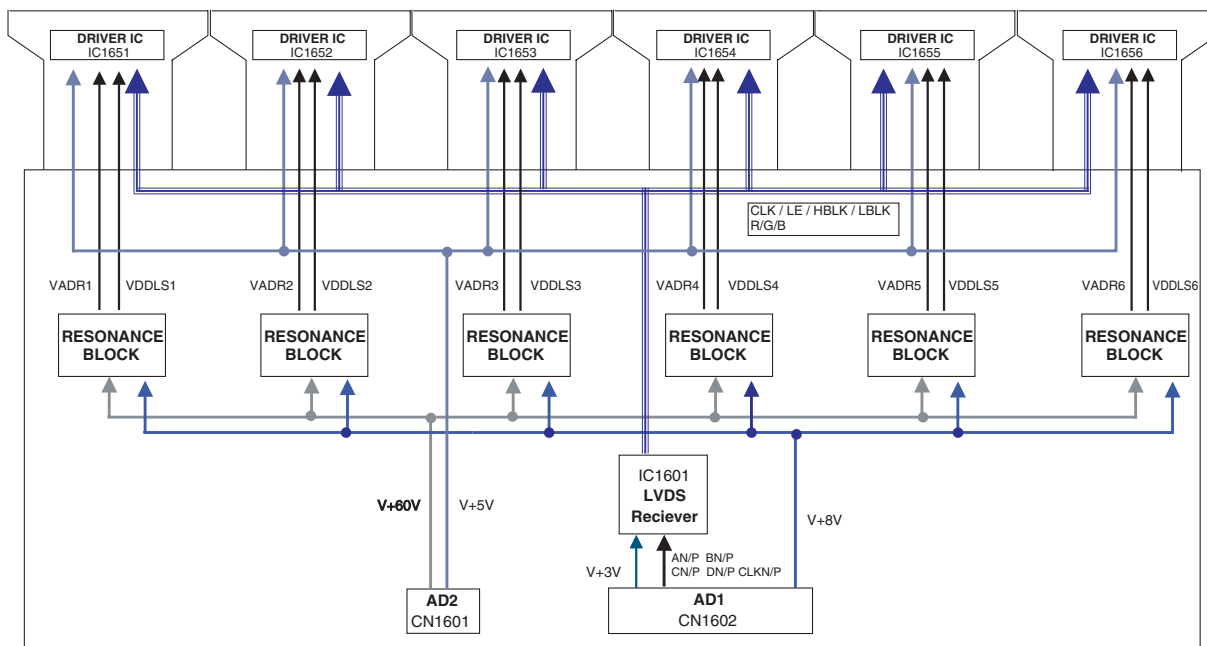 DRIVER IC
IC1651
DRIVER IC
IC1652
DRIVER IC
IC1653
DRIVER IC
IC1654
DRIVER IC
IC1655
DRIVER IC
IC1656
CLK / LE / HBLK / LBLK
R/G/B
VADR1
VDDLS1
VADR2
VDDLS2
VADR3
VDDLS3
VADR4
VDDLS4
VADR5
VDDLS5
VADR6
VDDLS6
RESONANCE
BLOCK
RESONANCE
BLOCK
RESONANCE
BLOCK
RESONANCE
BLOCK
RESONANCE
BLOCK
RESONANCE
BLOCK
IC1601
LVDS
Reciever
V+60V
V+5V
V+8V
V+3V
AN/P BN/P
CN/P DN/P CLKN/P
AD2
CN1601
AD1
CN1602